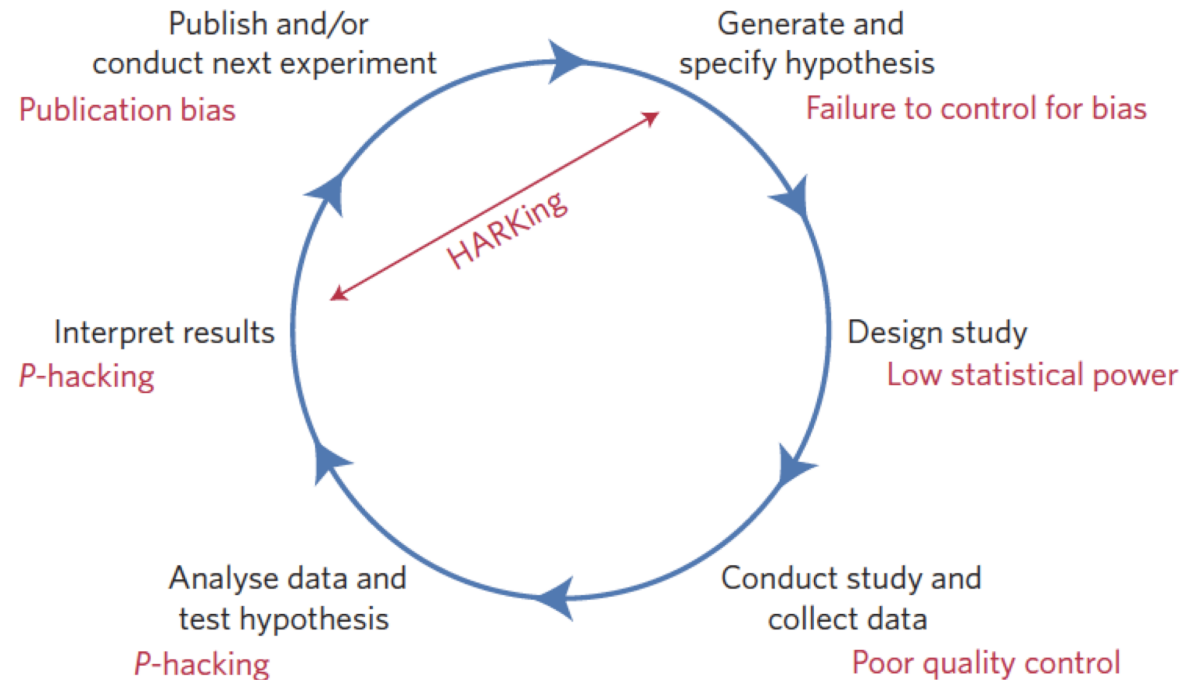 Publish and/or
conduct next experiment
Publication bias
Generate and
specify hypothesis
Failure to control for bias
HARKing
Interpret results
P-hacking
Design study
Low statistical power
Analyse data and
test hypothesis
P-hacking
Conduct study and
collect data
Poor quality control